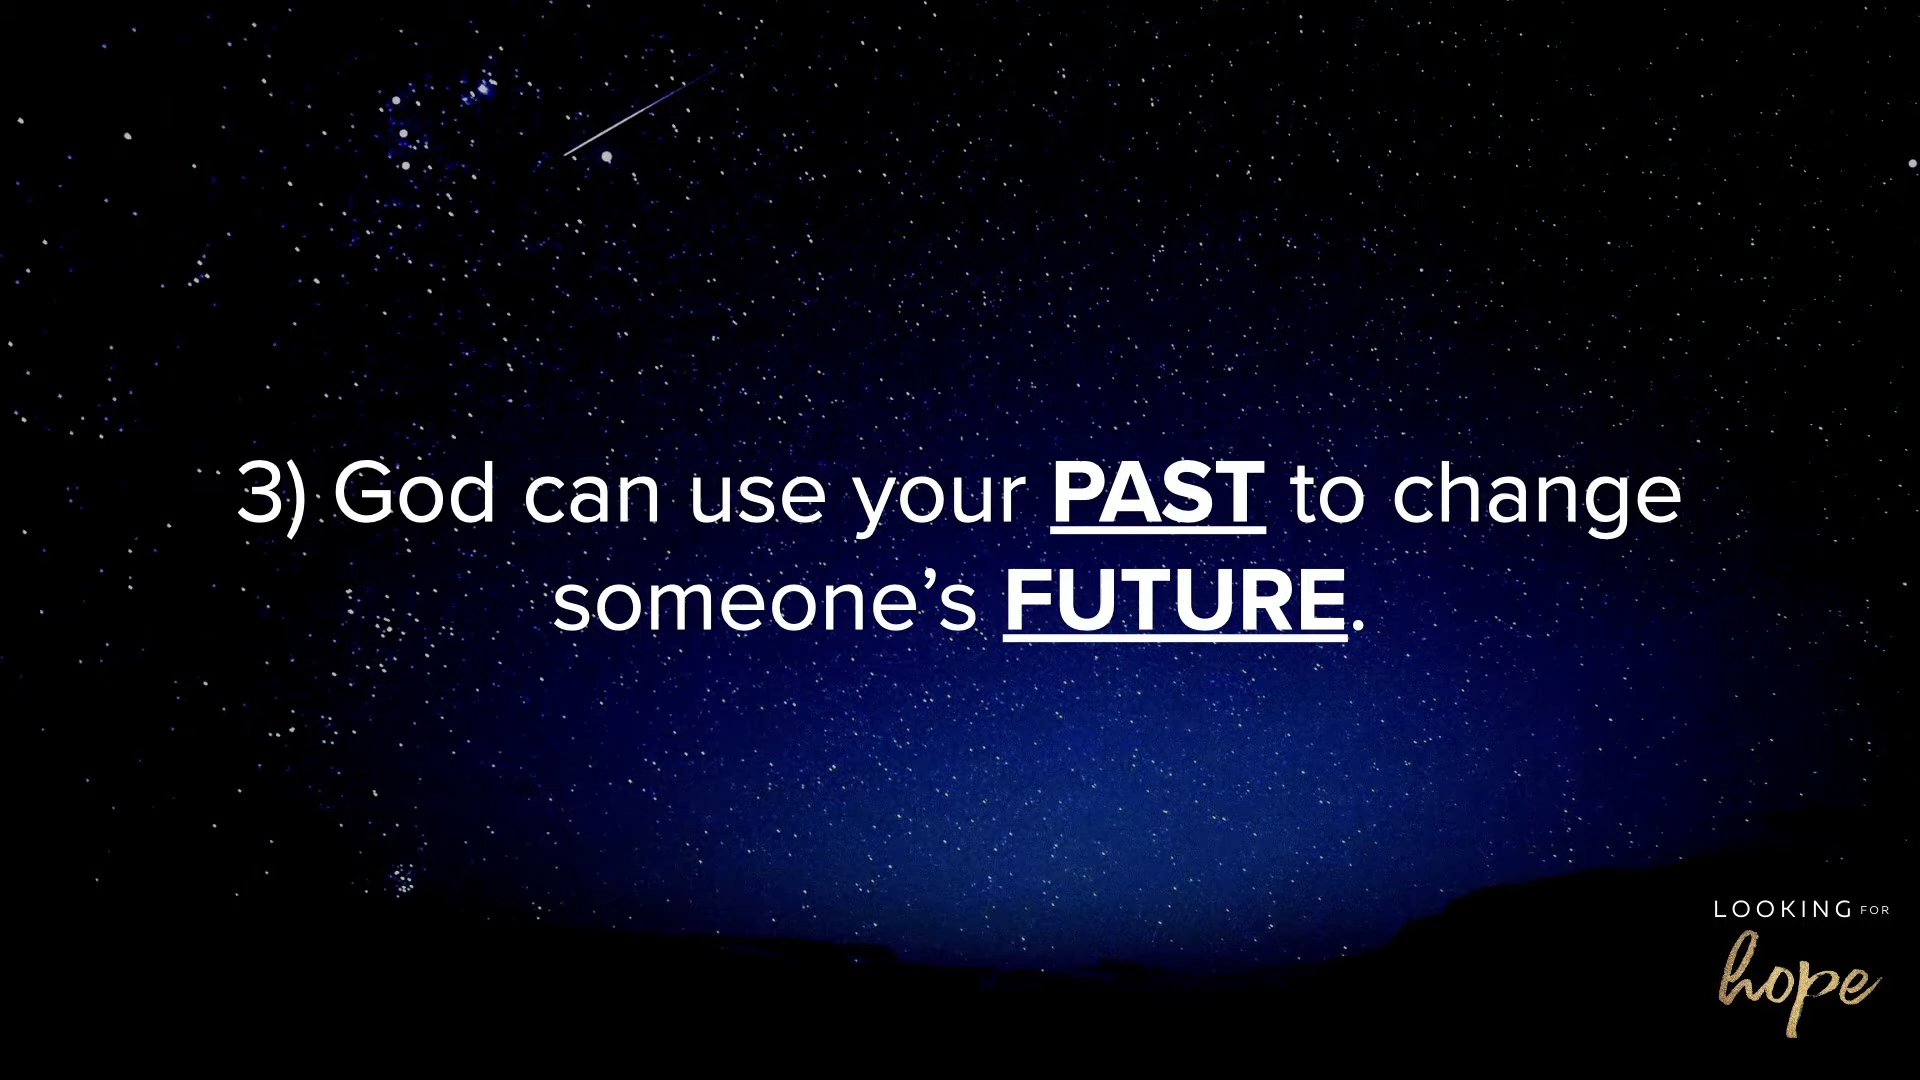 3) God can use your PAST to change
someone’s FUTURE.
LOOKING FOR
hope